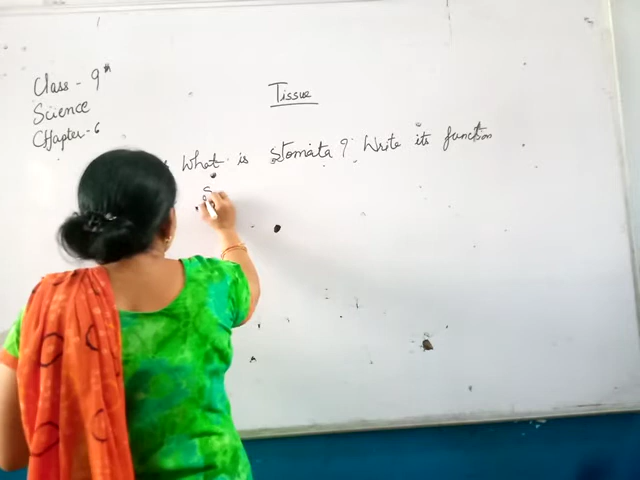 Class - 9th
Science
Chapter-6
Tissue
What is Stomata? Write its function
S